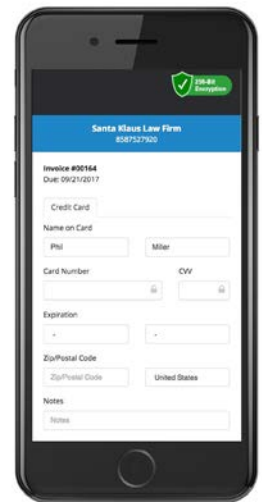 256-Bit
Encryption
Santa Klaus Law Firm
8587527920
Invoice #00164
Due: 09/21/2017
Credit Card
Name on Card
Phil Miller
Card Number CVV
Expiration
- -
Zip/Postal Code
Zip/Postal Code United States
Notes
Notes